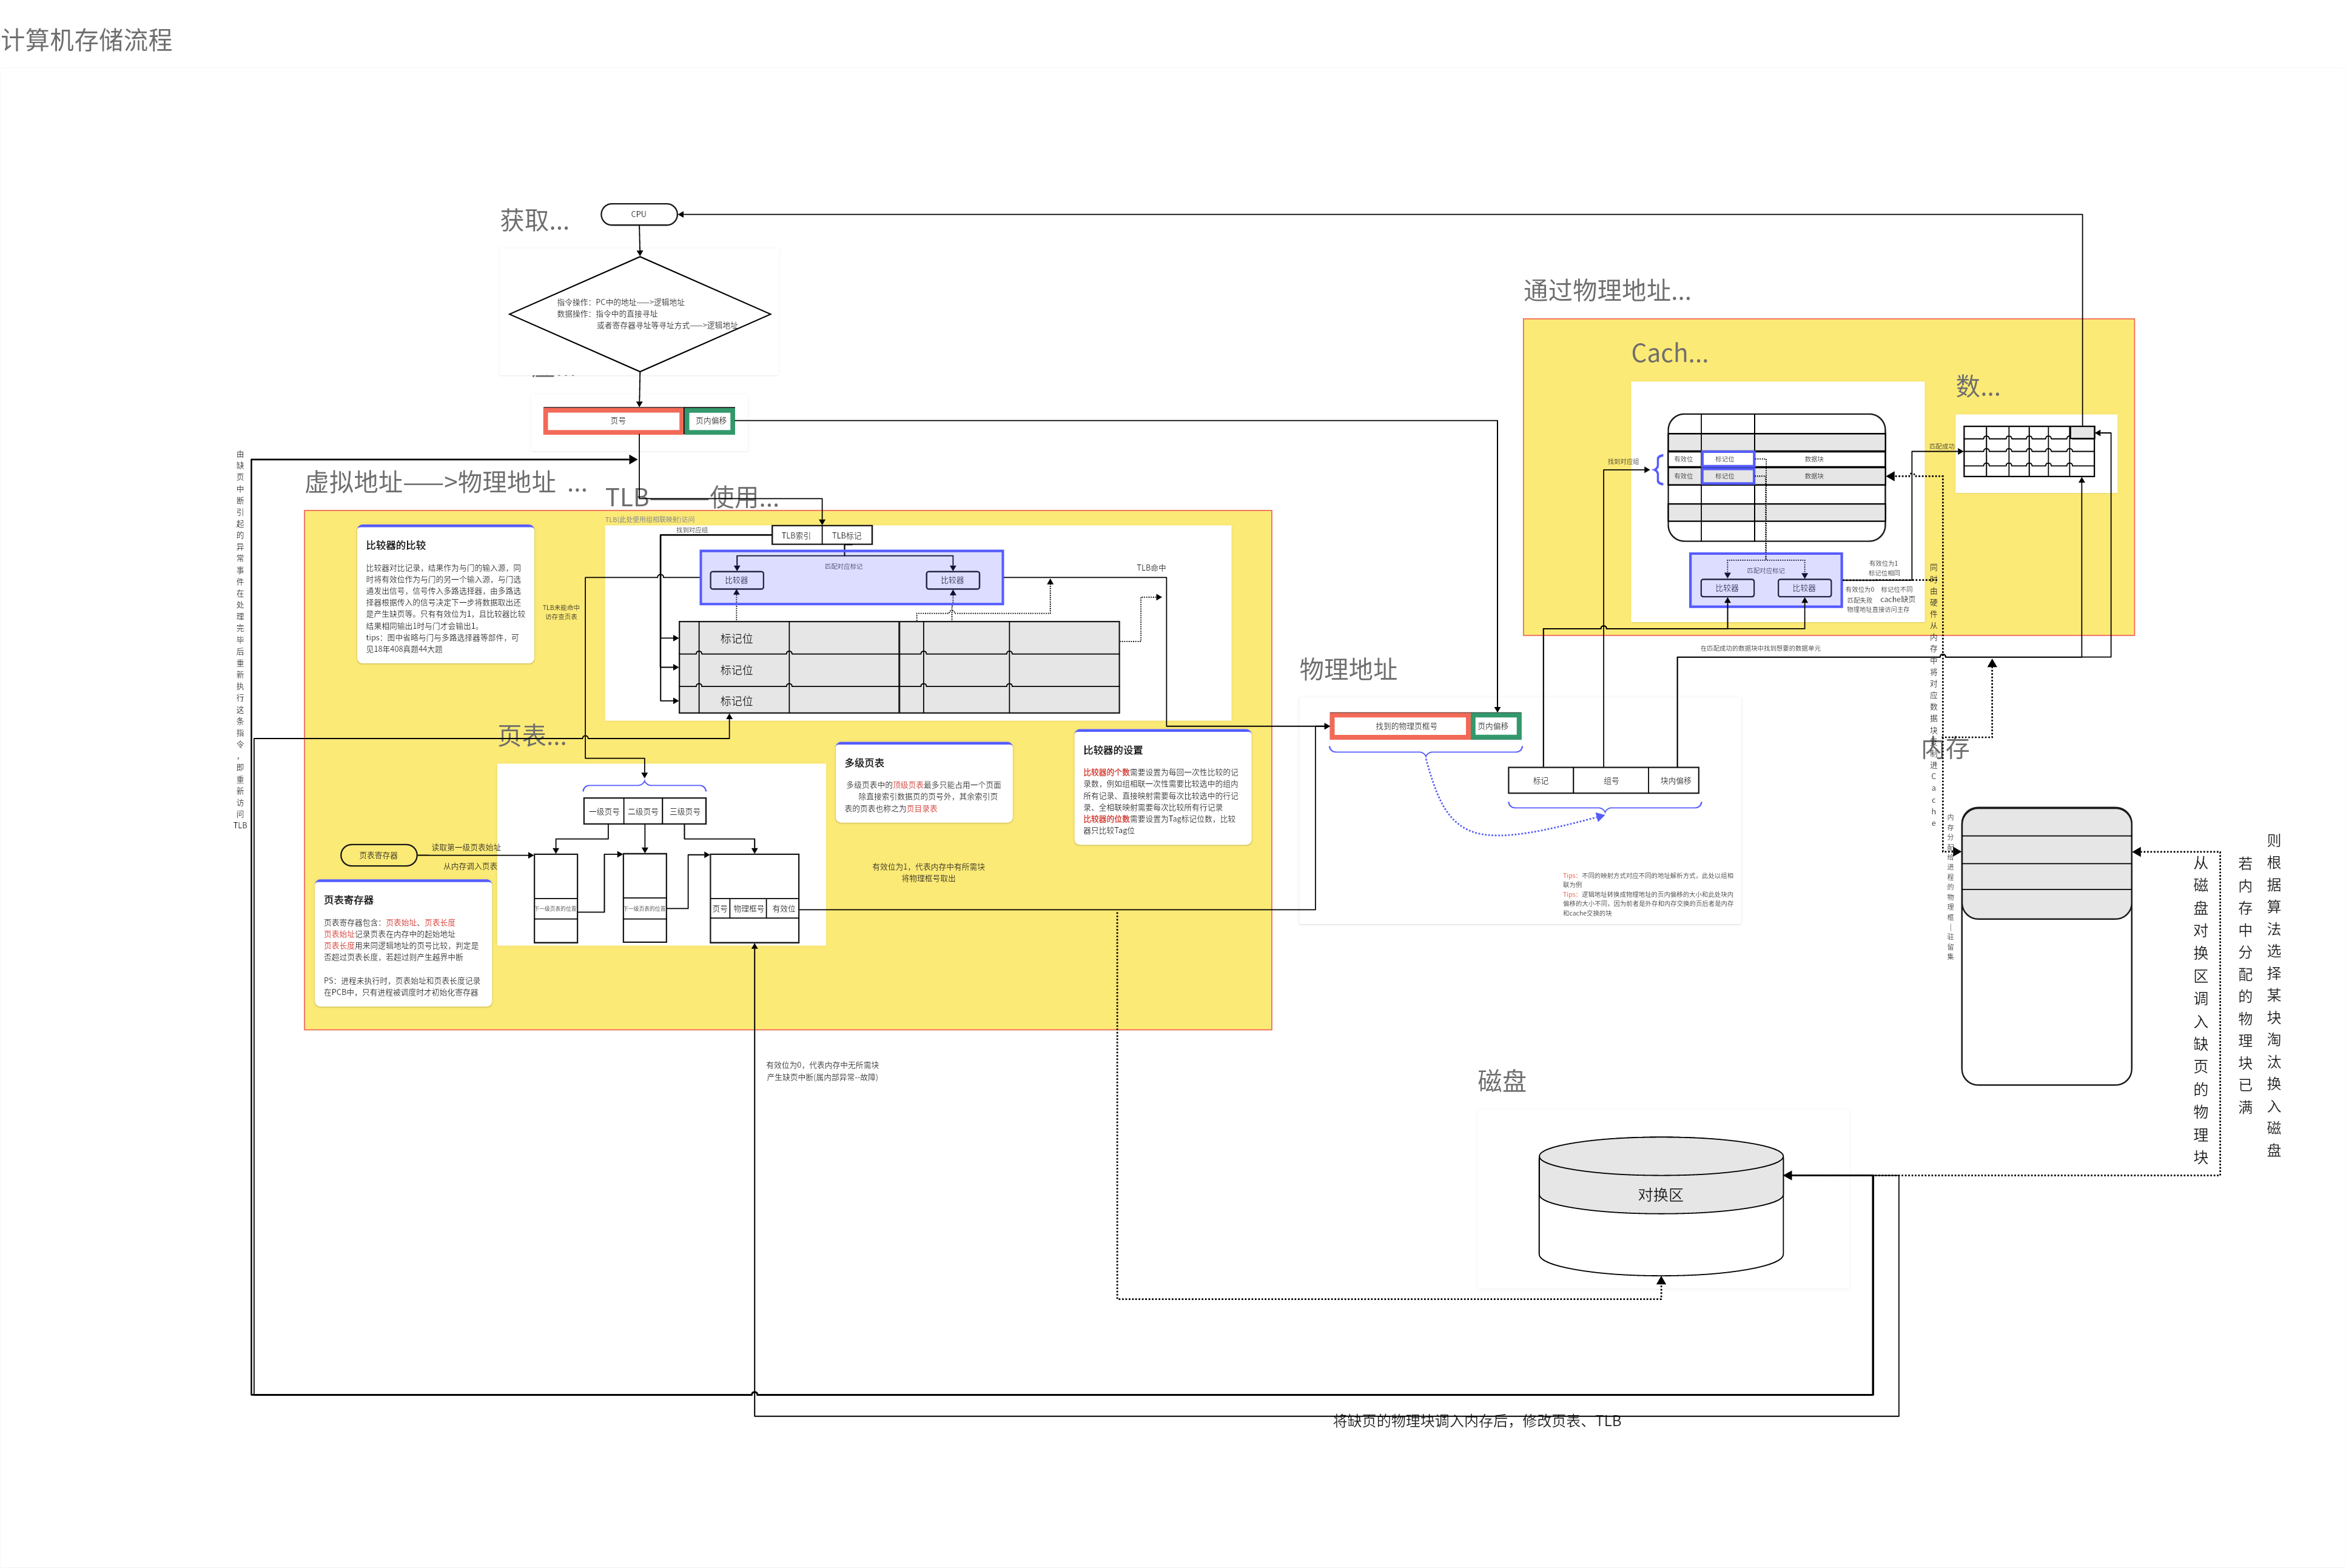 计算机存储流程
获取...
CPU
指令操作：PC中的地址——>逻辑地址
数据操作：指令中的直接寻址
或者寄存器寻址等寻址方式——>逻辑地址
页号
页内偏移
由缺页中断引起的异常事件在处理完毕后重新执行这条指令，即重新访问TLB
虚拟地址——>物理地址 ...
TLB———使用...
TLB(此处使用组相联映射)访问
找到对应组
TLB索引
TLB标记
匹配对应标记
比较器
比较器
TLB命中
TLB未能命中
访存查页表
标记位
标记位
标记位
比较器的比较
比较器对比记录，结果作为与门的输入源，同
时将有效位作为与门的另一个输入源，与门选
通发出信号，信号传入多路选择器，由多路选
择器根据传入的信号决定下一步将数据取出还
是产生缺页等。只有有效位为1，且比较器比较
结果相同输出1时与门才会输出1。
tips：图中省略与门与多路选择器等部件，可
见18年408真题44大题
页表...
一级页号
二级页号
三级页号
页表寄存器
读取第一级页表始址
从内存调入页表
下一级页表的位置
下一级页表的位置
页号
物理框号
有效位
页表寄存器
页表寄存器包含：页表始址、页表长度
页表始址记录页表在内存中的起始地址
页表长度用来同逻辑地址的页号比较，判定是
否超过页表长度，若超过则产生越界中断
PS：进程未执行时，页表始址和页表长度记录
在PCB中，只有进程被调度时才初始化寄存器
多级页表
多级页表中的顶级页表最多只能占用一个页面
除直接索引数据页的页号外，其余索引页
表的页表也称之为页目录表
比较器的设置
比较器的个数需要设置为每回一次性比较的记
录数，例如组相联一次性需要比较选中的组内
所有记录、直接映射需要每次比较选中的行记
录、全相联映射需要每次比较所有行记录
比较器的位数需要设置为Tag标记位数，比较
器只比较Tag位
有效位为1，代表内存中有所需块
将物理框号取出
有效位为0，代表内存中无所需块
产生缺页中断(属内部异常--故障)
物理地址
找到的物理页框号
页内偏移
标记
组号
块内偏移
Tips：不同的映射方式对应不同的地址解析方式，此处以组相
联为例
Tips：逻辑地址转换成物理地址的页内偏移的大小和此处块内
偏移的大小不同，因为前者是外存和内存交换的页后者是内存
和cache交换的块
通过物理地址...
Cach...
数...
找到对应组
有效位
标记位
数据块
有效位
标记位
数据块
匹配对应标记
比较器
比较器
匹配成功
有效位为1
标记位相同
有效位为0 标记位不同
匹配失败 cache缺页
物理地址直接访问主存
在匹配成功的数据块中找到想要的数据单元
同时由硬件从内存中将对应数据块复制进Cache
内存
内存分配给进程的物理框—驻留集
从磁盘对换区调入缺页的物理块
若内存中分配的物理块已满
则根据算法选择某块淘汰换入磁盘
磁盘
对换区
将缺页的物理块调入内存后，修改页表、TLB